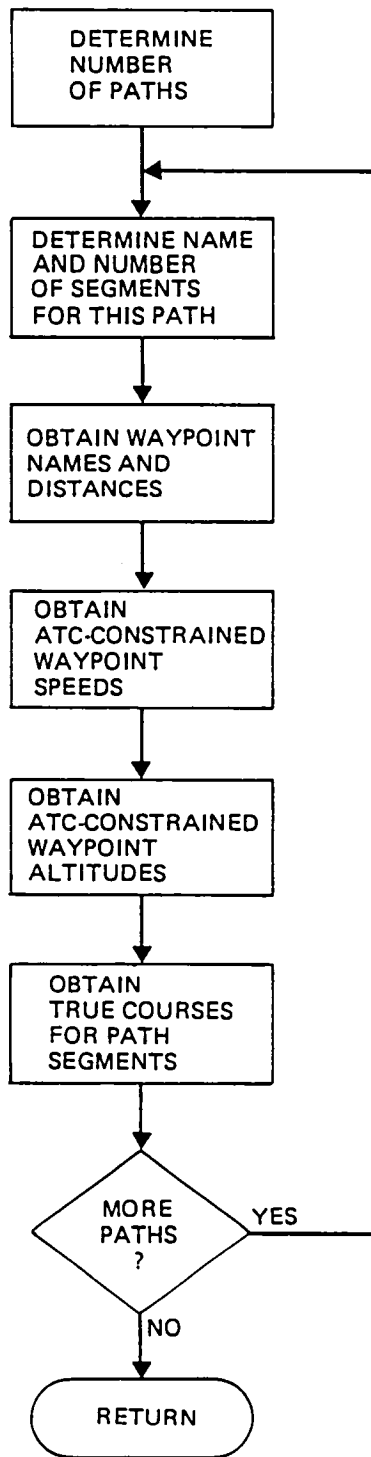 DETERMINE
NUMBER
OF PATHS
DETERMINE NAME
AND NUMBER
OF SEGMENTS
FOR THIS PATH
OBTAIN WAYPOINT
NAMES AND
DISTANCES
OBTAIN
ATC-CONSTRAINED
WAYPOINT
SPEEDS
OBTAIN
ATC-CONSTRAINED
WAYPOINT
ALTITUDES
OBTAIN
TRUE COURSES
FOR PATH
SEGMENTS
MORE
PATHS
?
YES
NO
RETURN